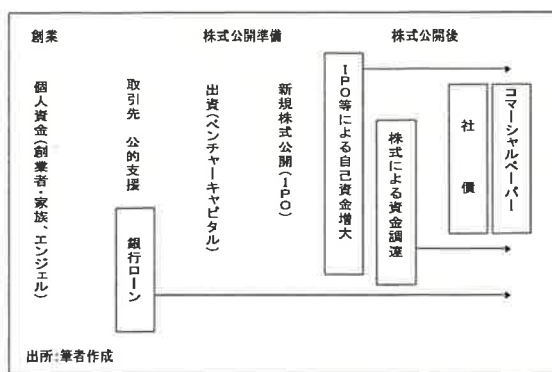 創業
株式公開準備
株式公開後
個人資金(創業者・家族、エンジェル)
取引先 公的支援
銀行ローン
出資(ベンチャーキャピタル)
新規株式公開(IPO)
IPO等による自己資金増大
株式による資金調達
社債
コマーシャルペーパー
出所:筆者作成